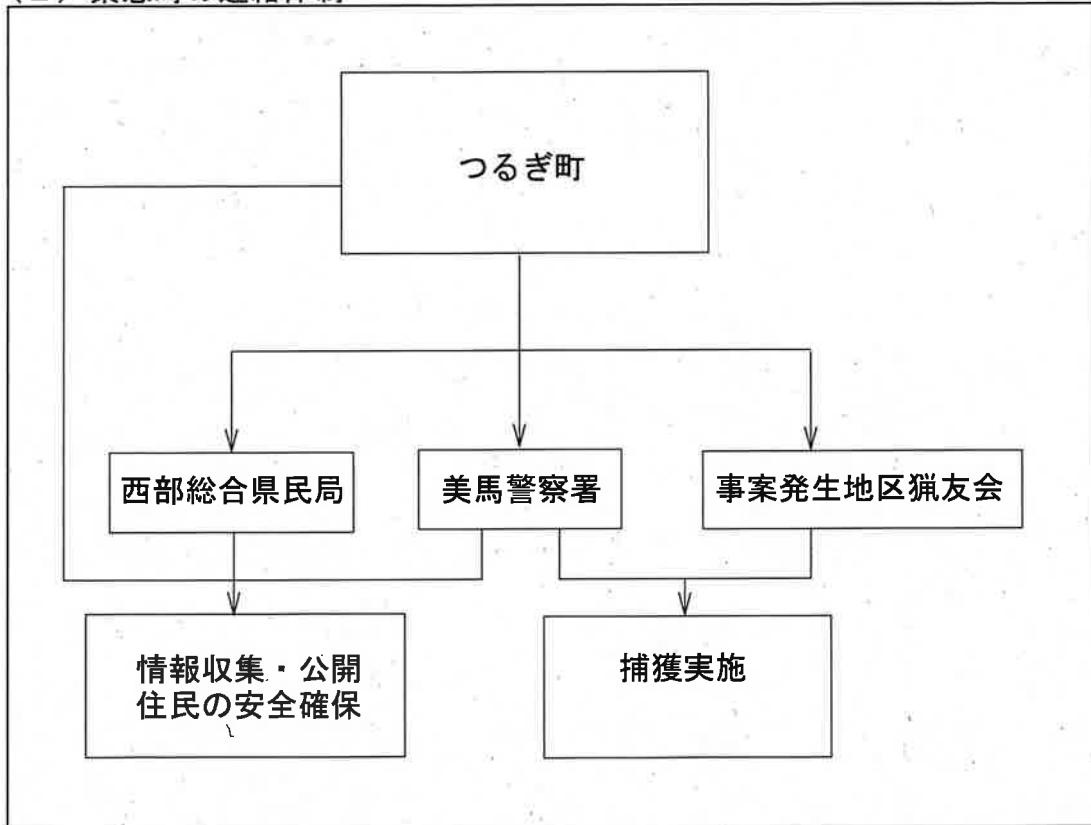 つるぎ町
西部総合県民局
美馬警察署
事案発生地区猟友会
情報収集・公開
住民の安全確保
捕獲実施